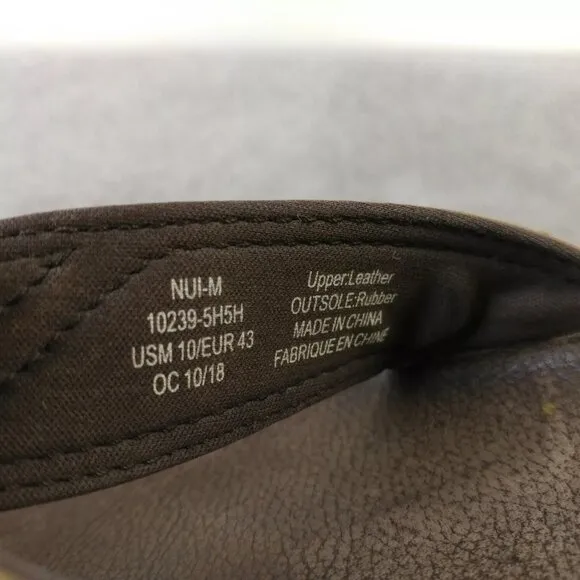 NUI-M
10239-5H5H
USM 10/EUR 43
OC 10/18
Upper:Leather
OUTSOLE:Rubber
MADE IN CHINA
FABRIQUE EN CHINE